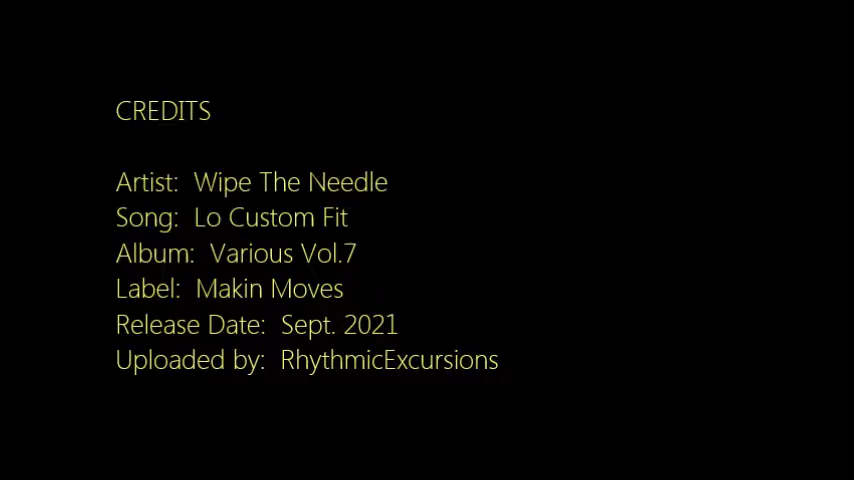 CREDITS
Artist:  Wipe The Needle
Song:  Lo Custom Fit
Album:  Various Vol.7
Label:  Makin Moves
Release Date:  Sept. 2021
Uploaded by:  RhythmicExcursions